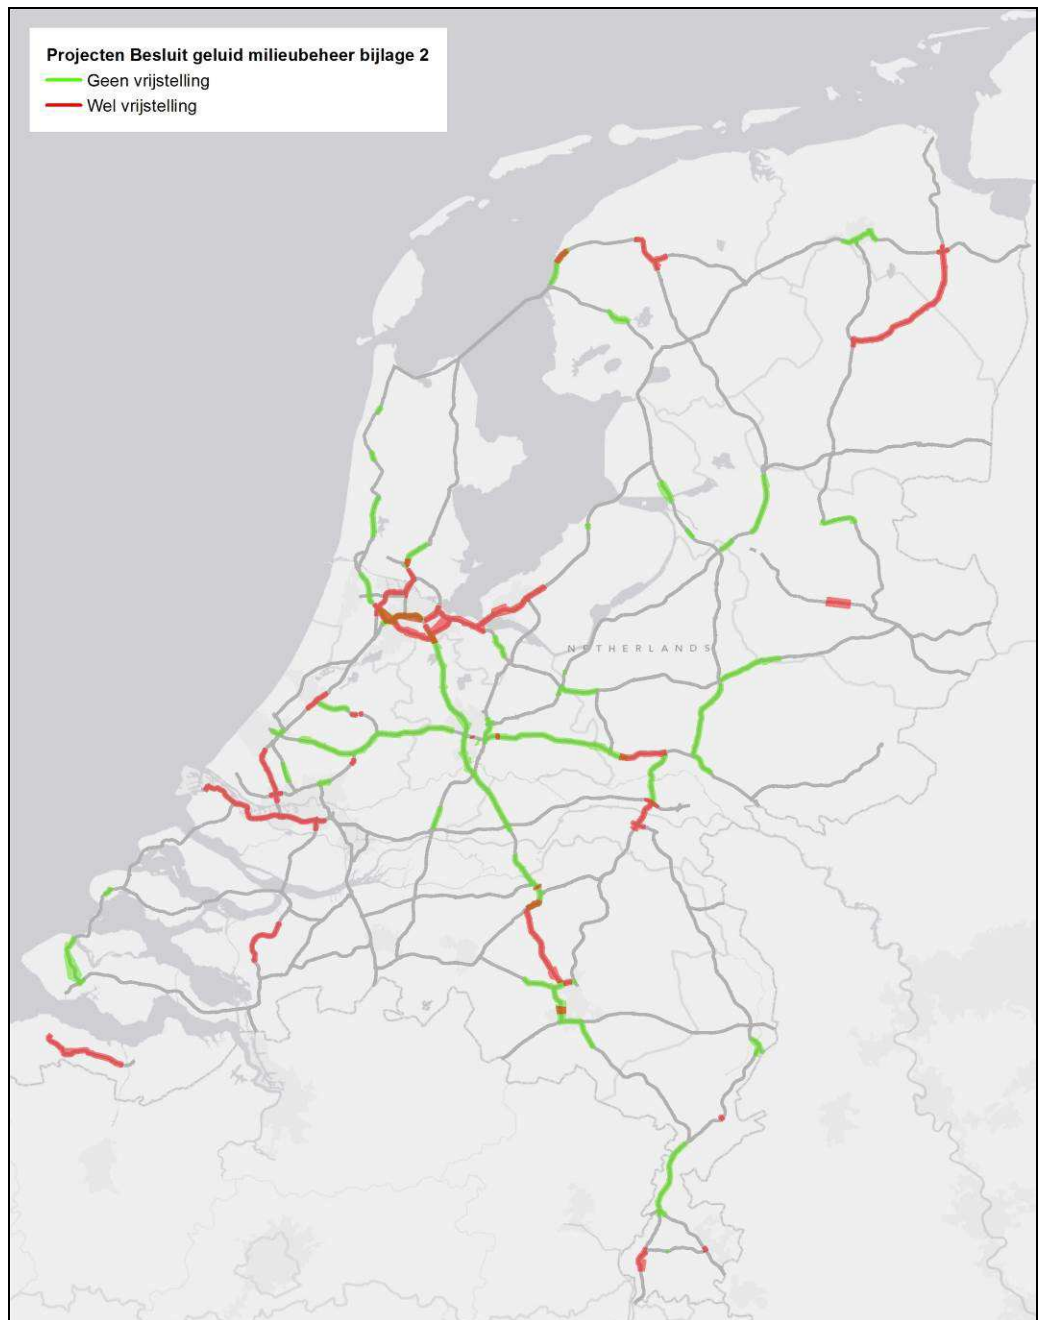 Projecten Besluit geluid milieubeheer bijlage 2
Geen vrijstelling
Wel vrijstelling
NETHERLANDS